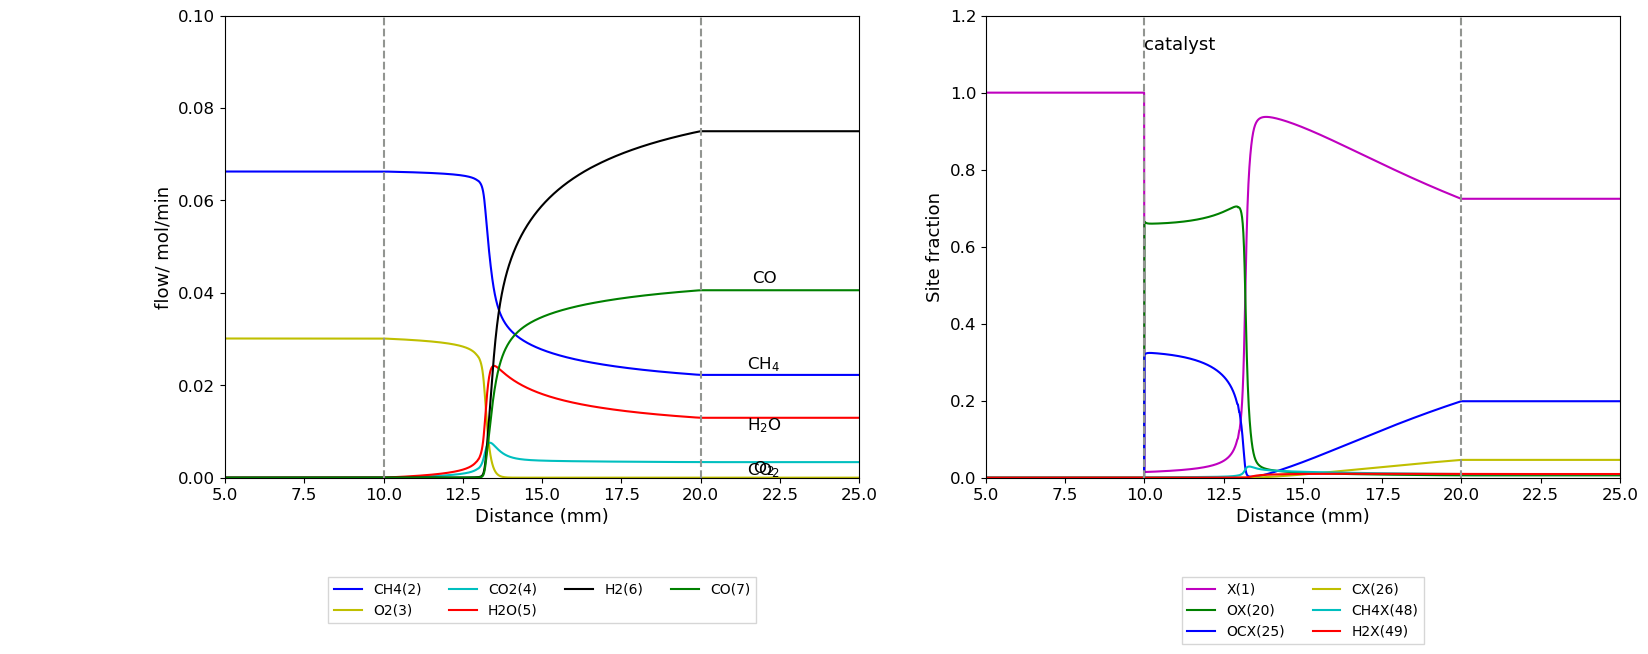 0.10
0.08
0.06
0.04
0.02
0.00
flow/ mol/min
CO
CH₄
H₂O
O₂
CO₂
5.0 7.5 10.0 12.5 15.0 17.5 20.0 22.5 25.0
Distance (mm)
CH4(2) CO2(4) H2(6) CO(7)
O2(3) H2O(5)
1.2
1.0
0.8
0.6
0.4
0.2
0.0
Site fraction
catalyst
5.0 7.5 10.0 12.5 15.0 17.5 20.0 22.5 25.0
Distance (mm)
X(1) CX(26)
OX(20) CH4X(48)
OCX(25) H2X(49)